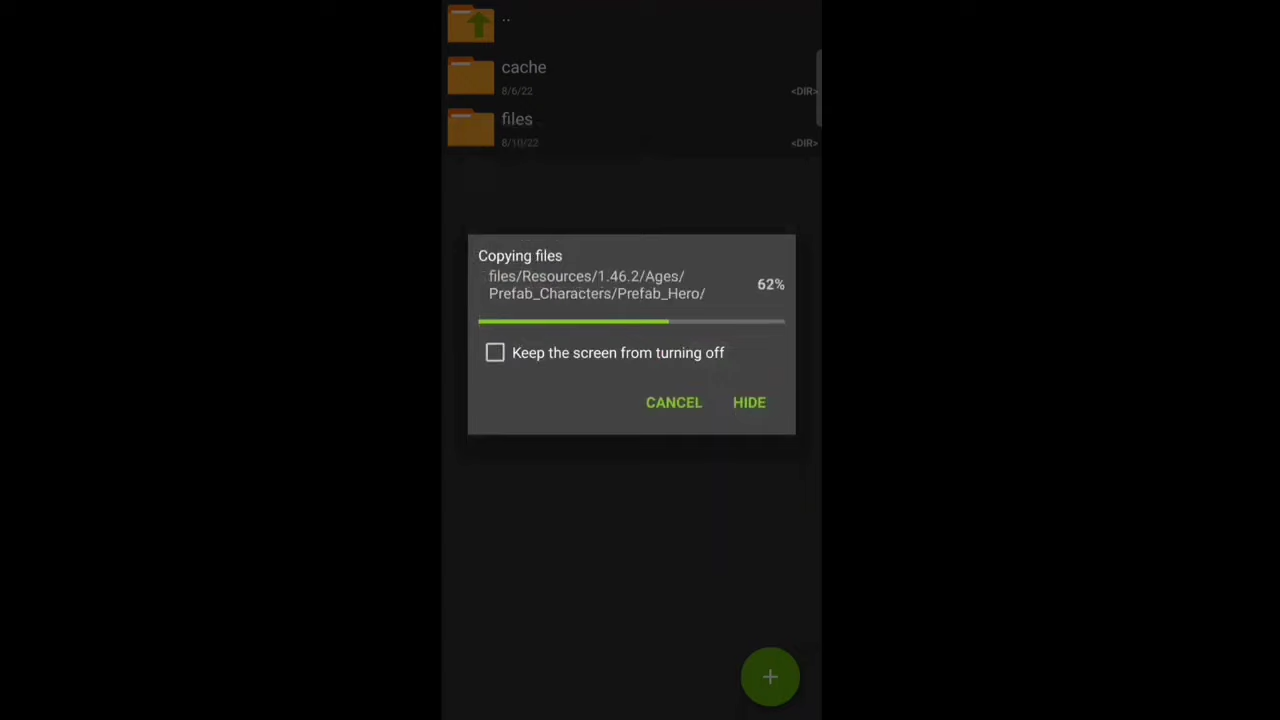 ..
cache
8/6/22
<DIR>
files
8/10/22
<DIR>
Copying files
files/Resources/1.46.2/Ages/
Prefab_Characters/Prefab_Hero/
62%
Keep the screen from turning off
CANCEL
HIDE
+